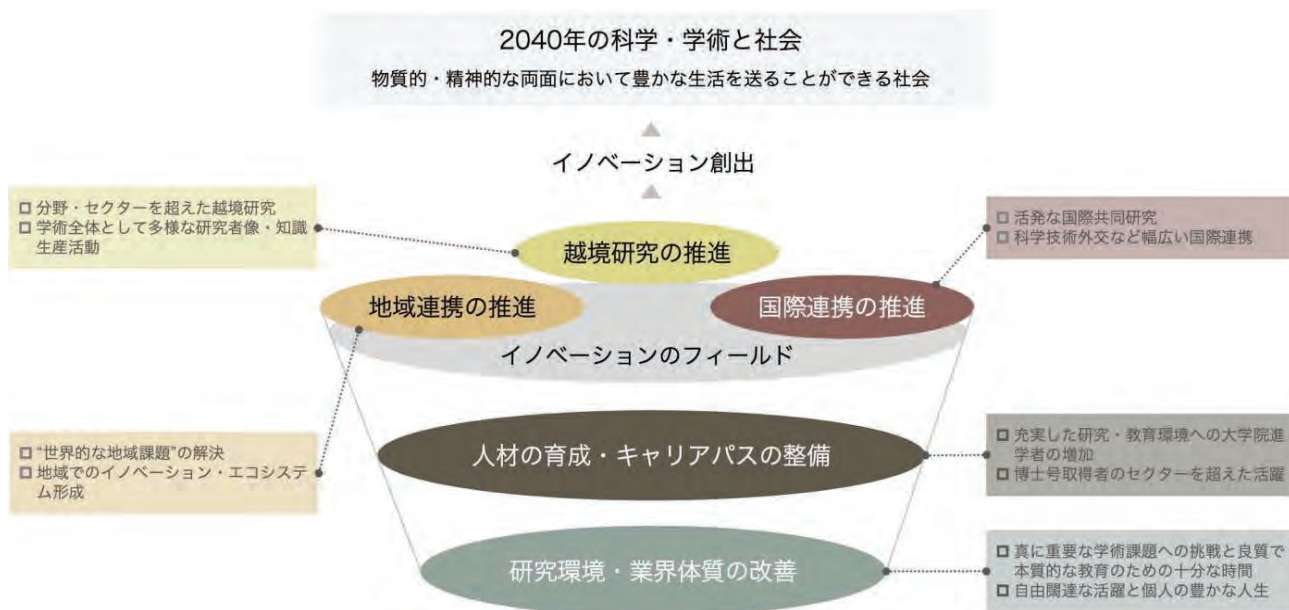 2040年の科学・学術と社会
物質的・精神的な両面において豊かな生活を送ることができる社会
イノベーション創出
□ 分野・セクターを超えた越境研究
□ 学術全体として多様な研究者像・知識
生産活動
□ 活発な国際共同研究
□ 科学技術外交など幅広い国際連携
越境研究の推進
地域連携の推進
国際連携の推進
イノベーションのフィールド
□ “世界的な地域課題”の解決
□ 地域でのイノベーション・エコシステ
ム形成
人材の育成・キャリアパスの整備
□ 充実した研究・教育環境への大学院進
学者の増加
□ 博士号取得者のセクターを超えた活躍
研究環境・業界体質の改善
□ 真に重要な学術課題への挑戦と良質で
本質的な教育のための十分な時間
□ 自由闊達な活躍と個人の豊かな人生